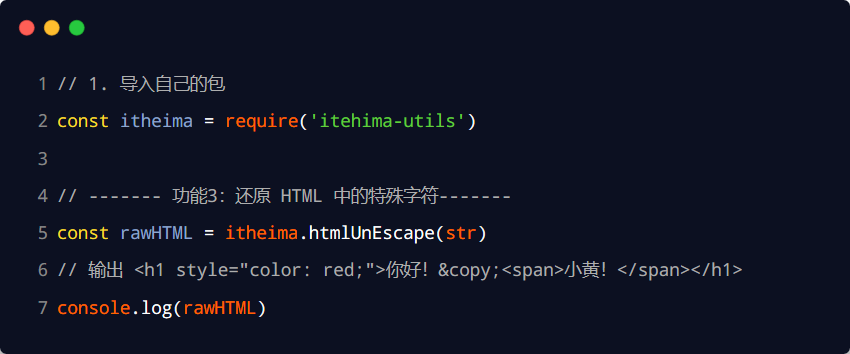 1 // 1. 导入自己的包
2 const itheima = require('itehima-utils')
3
4 // ------- 功能3：还原 HTML 中的特殊字符-------
5 const rawHTML = itheima.htmlUnEscape(str)
6 // 输出 <h1 style="color: red;">你好！&copy;<span>小黄！</span></h1>
7 console.log(rawHTML)